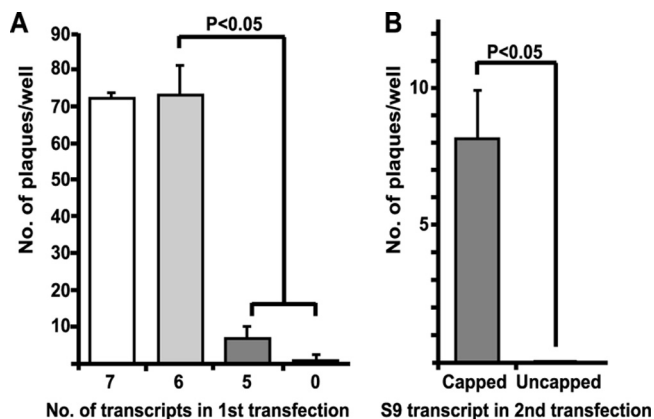 A
No. of plaques/well
90
80
70
60
50
40
30
20
10
P<0.05
7 6 5 0
No. of transcripts in 1st transfection
B
No. of plaques/well
10
5
P<0.05
Capped Uncapped
S9 transcript in 2nd transfection